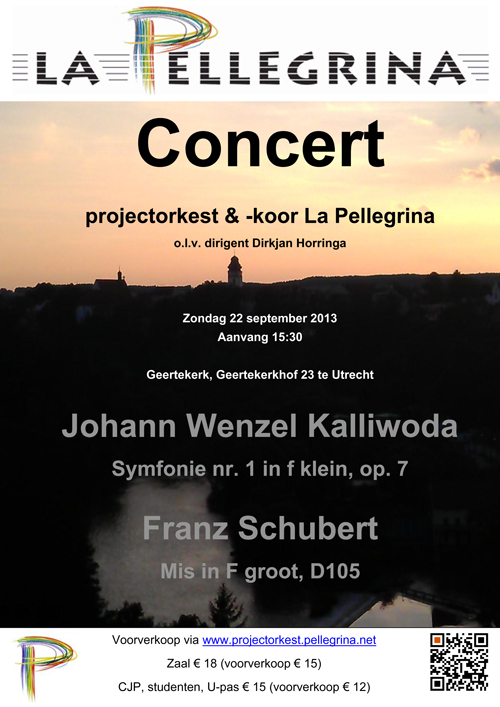 LA PELLEGRINA
Concert
projectorkest & -koor La Pellegrina
o.l.v. dirigent Dirkjan Horringa
Zondag 22 september 2013
Aanvang 15:30
Geertekerk, Geertekerkhof 23 te Utrecht
Johann Wenzel Kalliwoda
Symfonie nr. 1 in f klein, op. 7
Franz Schubert
Mis in F groot, D105
Voorverkoop via www.projectorkest.pellegrina.net
Zaal € 18 (voorverkoop € 15)
CJP, studenten, U-pas € 15 (voorverkoop € 12)
P